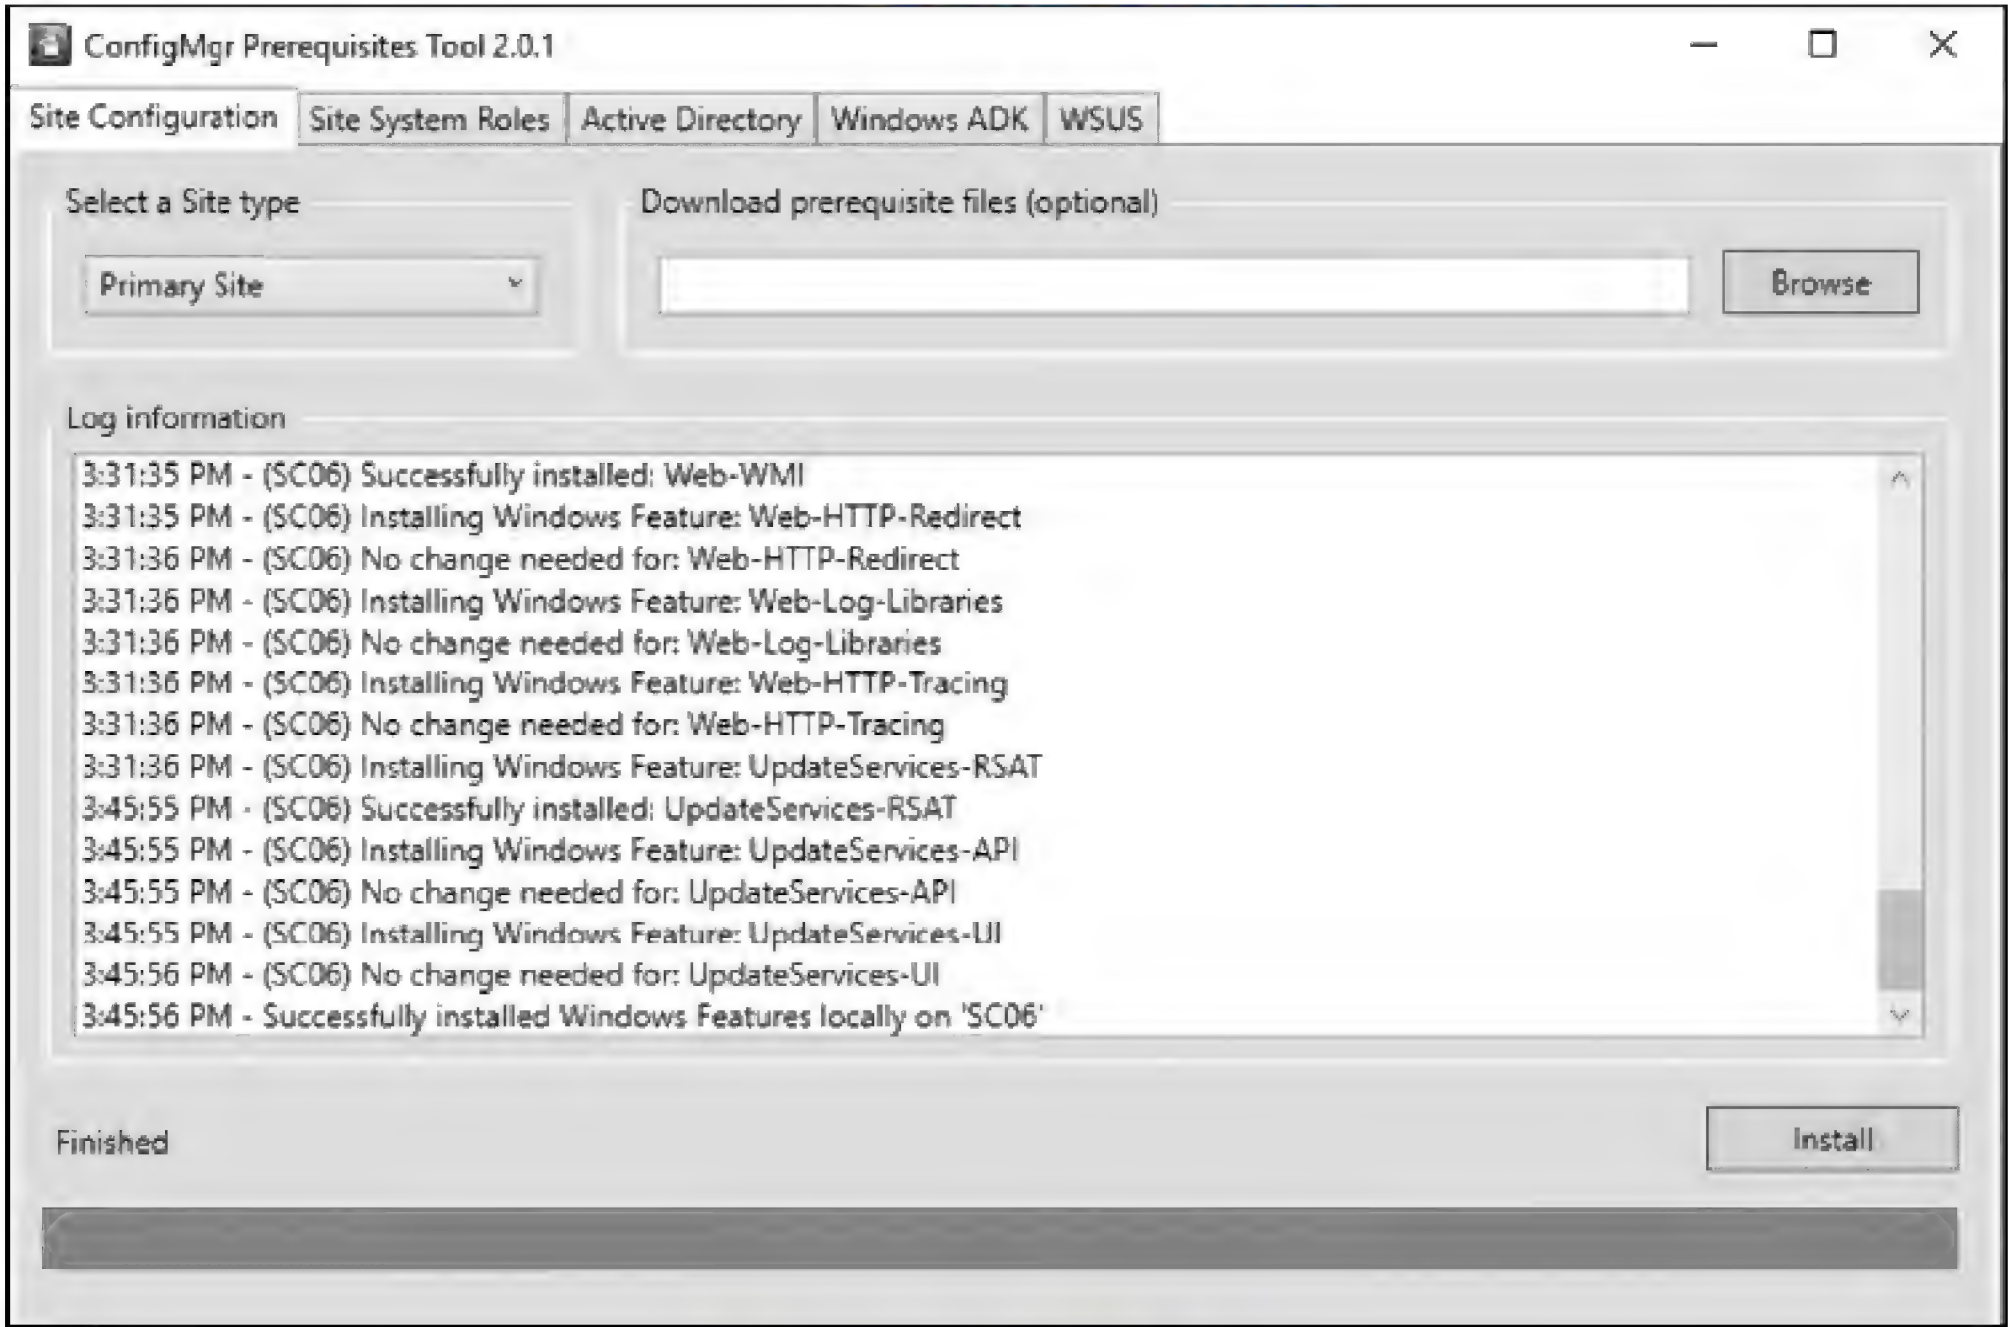 ConfigMgr Prerequisites Tool 2.0.1
Site Configuration Site System Roles Active Directory Windows ADK WSUS
Select a Site type
Download prerequisite files (optional)
Primary Site
Browse
Log information
3:31:35 PM - (SC06) Successfully installed: Web-WMI
3:31:35 PM - (SC06) Installing Windows Feature: Web-HTTP-Redirect
3:31:36 PM - (SC06) No change needed for: Web-HTTP-Redirect
3:31:36 PM - (SC06) Installing Windows Feature: Web-Log-Libraries
3:31:36 PM - (SC06) No change needed for: Web-Log-Libraries
3:31:36 PM - (SC06) Installing Windows Feature: Web-HTTP-Tracing
3:31:36 PM - (SC06) No change needed for: Web-HTTP-Tracing
3:31:36 PM - (SC06) Installing Windows Feature: UpdateServices-RSAT
3:45:55 PM - (SC06) Successfully installed: UpdateServices-RSAT
3:45:55 PM - (SC06) Installing Windows Feature: UpdateServices-API
3:45:55 PM - (SC06) No change needed for: UpdateServices-API
3:45:55 PM - (SC06) Installing Windows Feature: UpdateServices-UI
3:45:56 PM - (SC06) No change needed for: UpdateServices-UI
3:45:56 PM - Successfully installed Windows Features locally on 'SC06'
Finished
Install